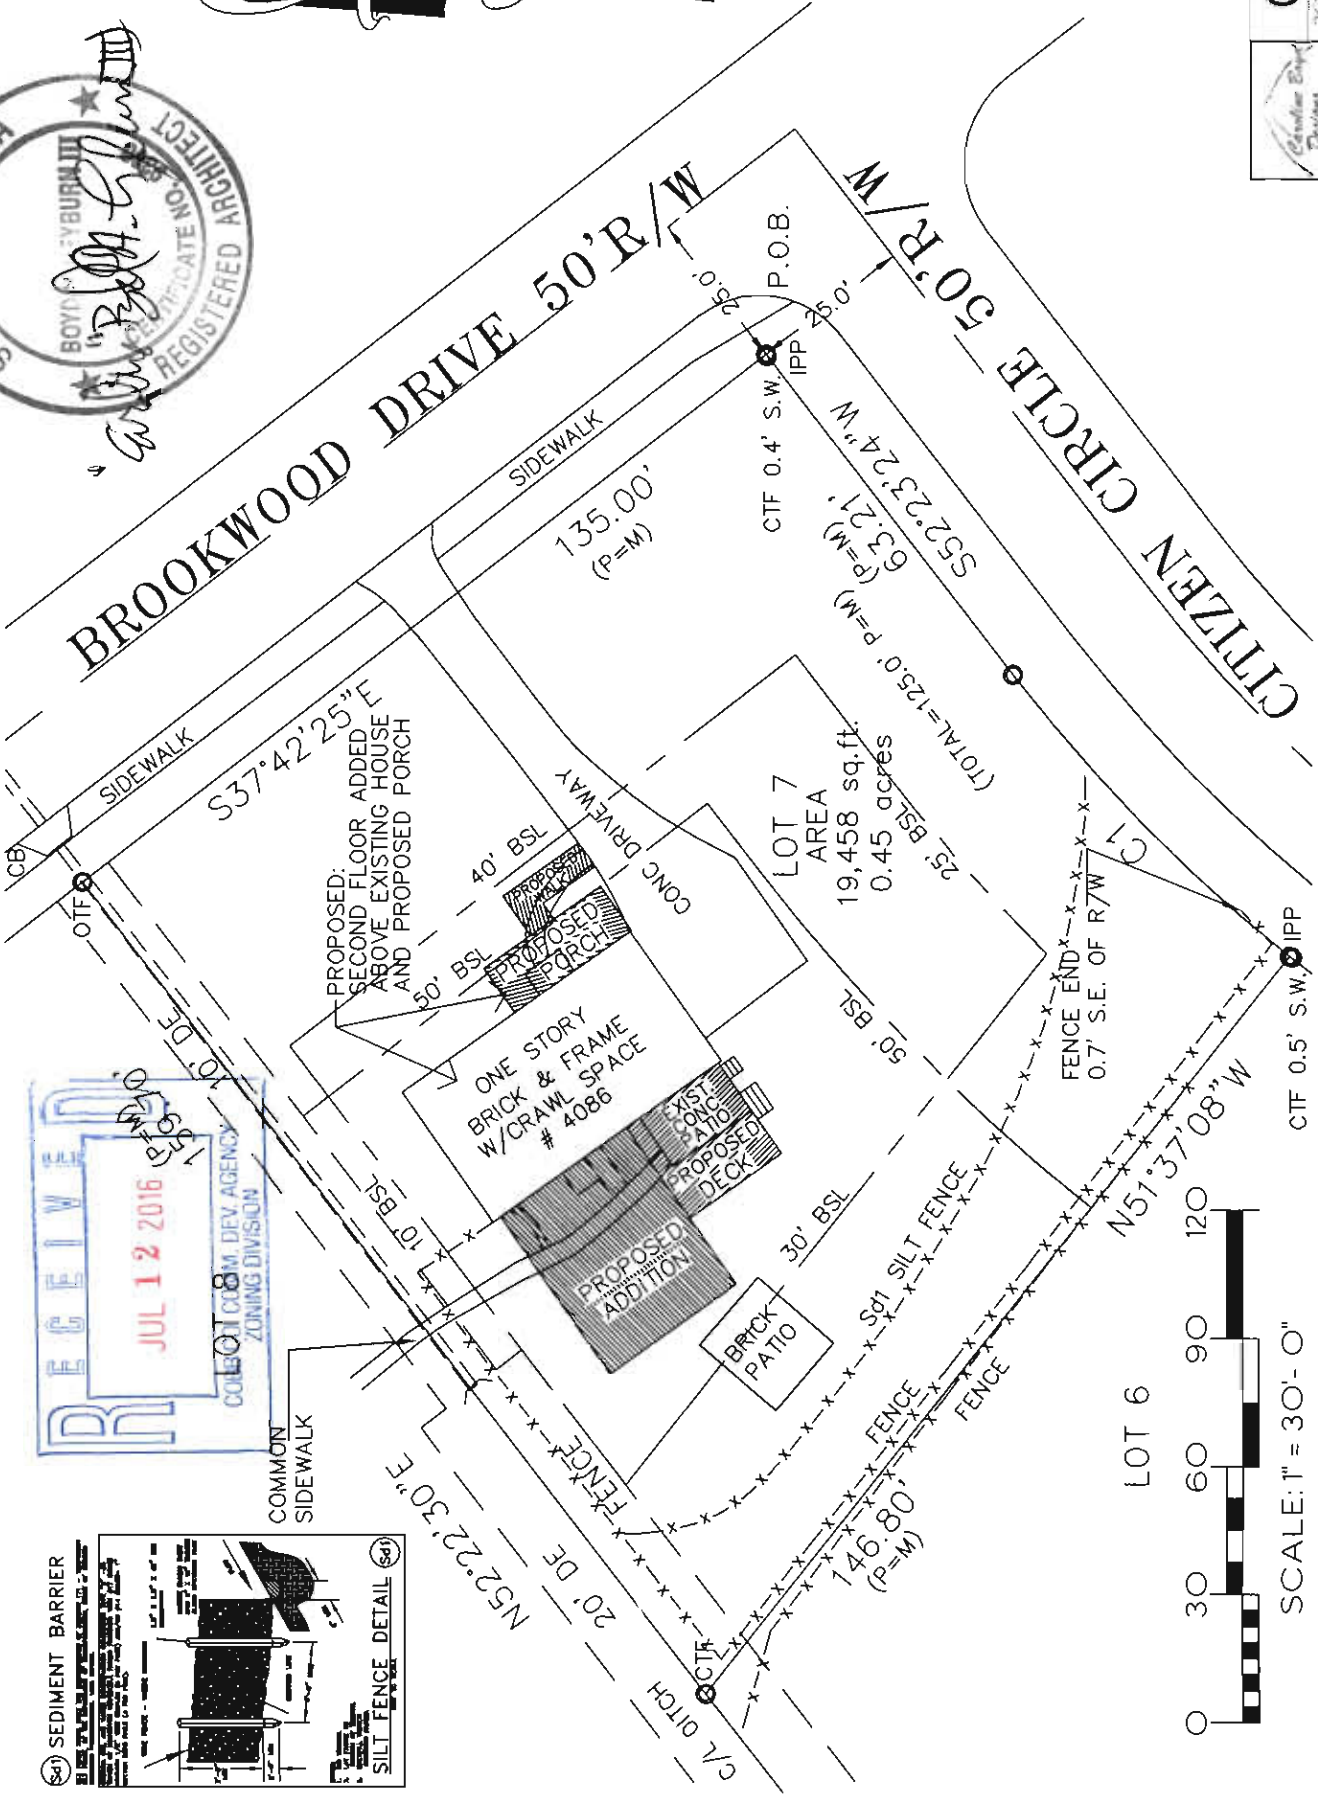 REGISTERED ARCHITECT
CERTIFICATE NO.
BROOKWOOD DRIVE 50'R/W
CITIZEN CIRCLE 50'R/W
SIDEWALK
SIDEWALK
CB
OTF
S37°42'25"E
135.00'
(P=M)
25.0'
25.0'
P.O.B.
IPP
CTF 0.4' S.W.
S52°23'24"W
63.21'
(P=M)
(TOTAL=125.0' P=M)
PROPOSED:
SECOND FLOOR ADDED
ABOVE EXISTING HOUSE
AND PROPOSED PORCH
40' BSL
50' BSL
PROPOSED
WALK
PROPOSED
PORCH
CONC DRIVEWAY
LOT 7
AREA
19,458 sq.ft.
0.45 acres
25' BSL
ONE STORY
BRICK & FRAME
W/CRAWL SPACE
# 4086
EXIST.
CONC
PATIO
PROPOSED
DECK
PROPOSED
ADDITION
BRICK
PATIO
30' BSL
50' BSL
10' BSL
10' DE
159.10'
(P=M)
RECEIVED
JUL 12 2016
LOT 8
COBB CO. COM. DEV. AGENCY
ZONING DIVISION
COMMON
SIDEWALK
N52°22'30"E
20' DE
FENCE
C/L DITCH
CTF
Sd1 SILT FENCE
FENCE
FENCE
146.80'
(P=M)
N51°37'08"W
FENCE END
0.7' S.E. OF R/W
C1
IPP
CTF 0.5' S.W.
LOT 6
0 30 60 90 120
SCALE: 1" = 30'-0"
Sd1 SEDIMENT BARRIER
SILT FENCE DETAIL Sd1